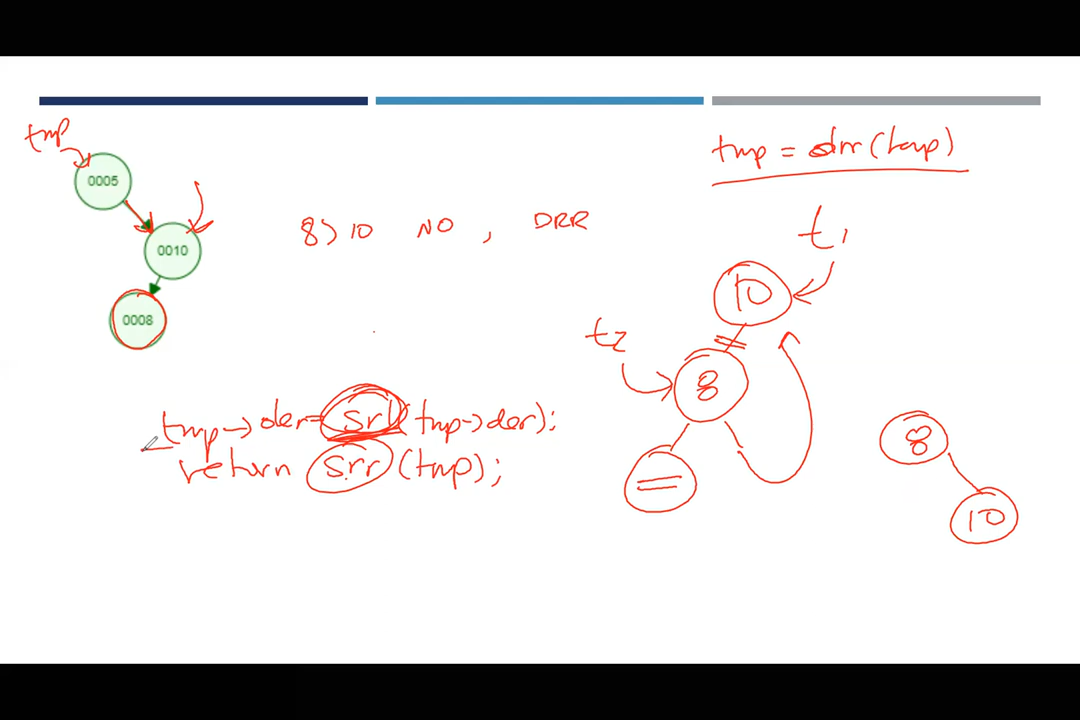 tmp
0005
0010
0008
8>10 NO , DRR
tmp = drr(tmp)
t1
10
t2
8
tmp->der=srl(tmp->der);
return srr(tmp);
8
10